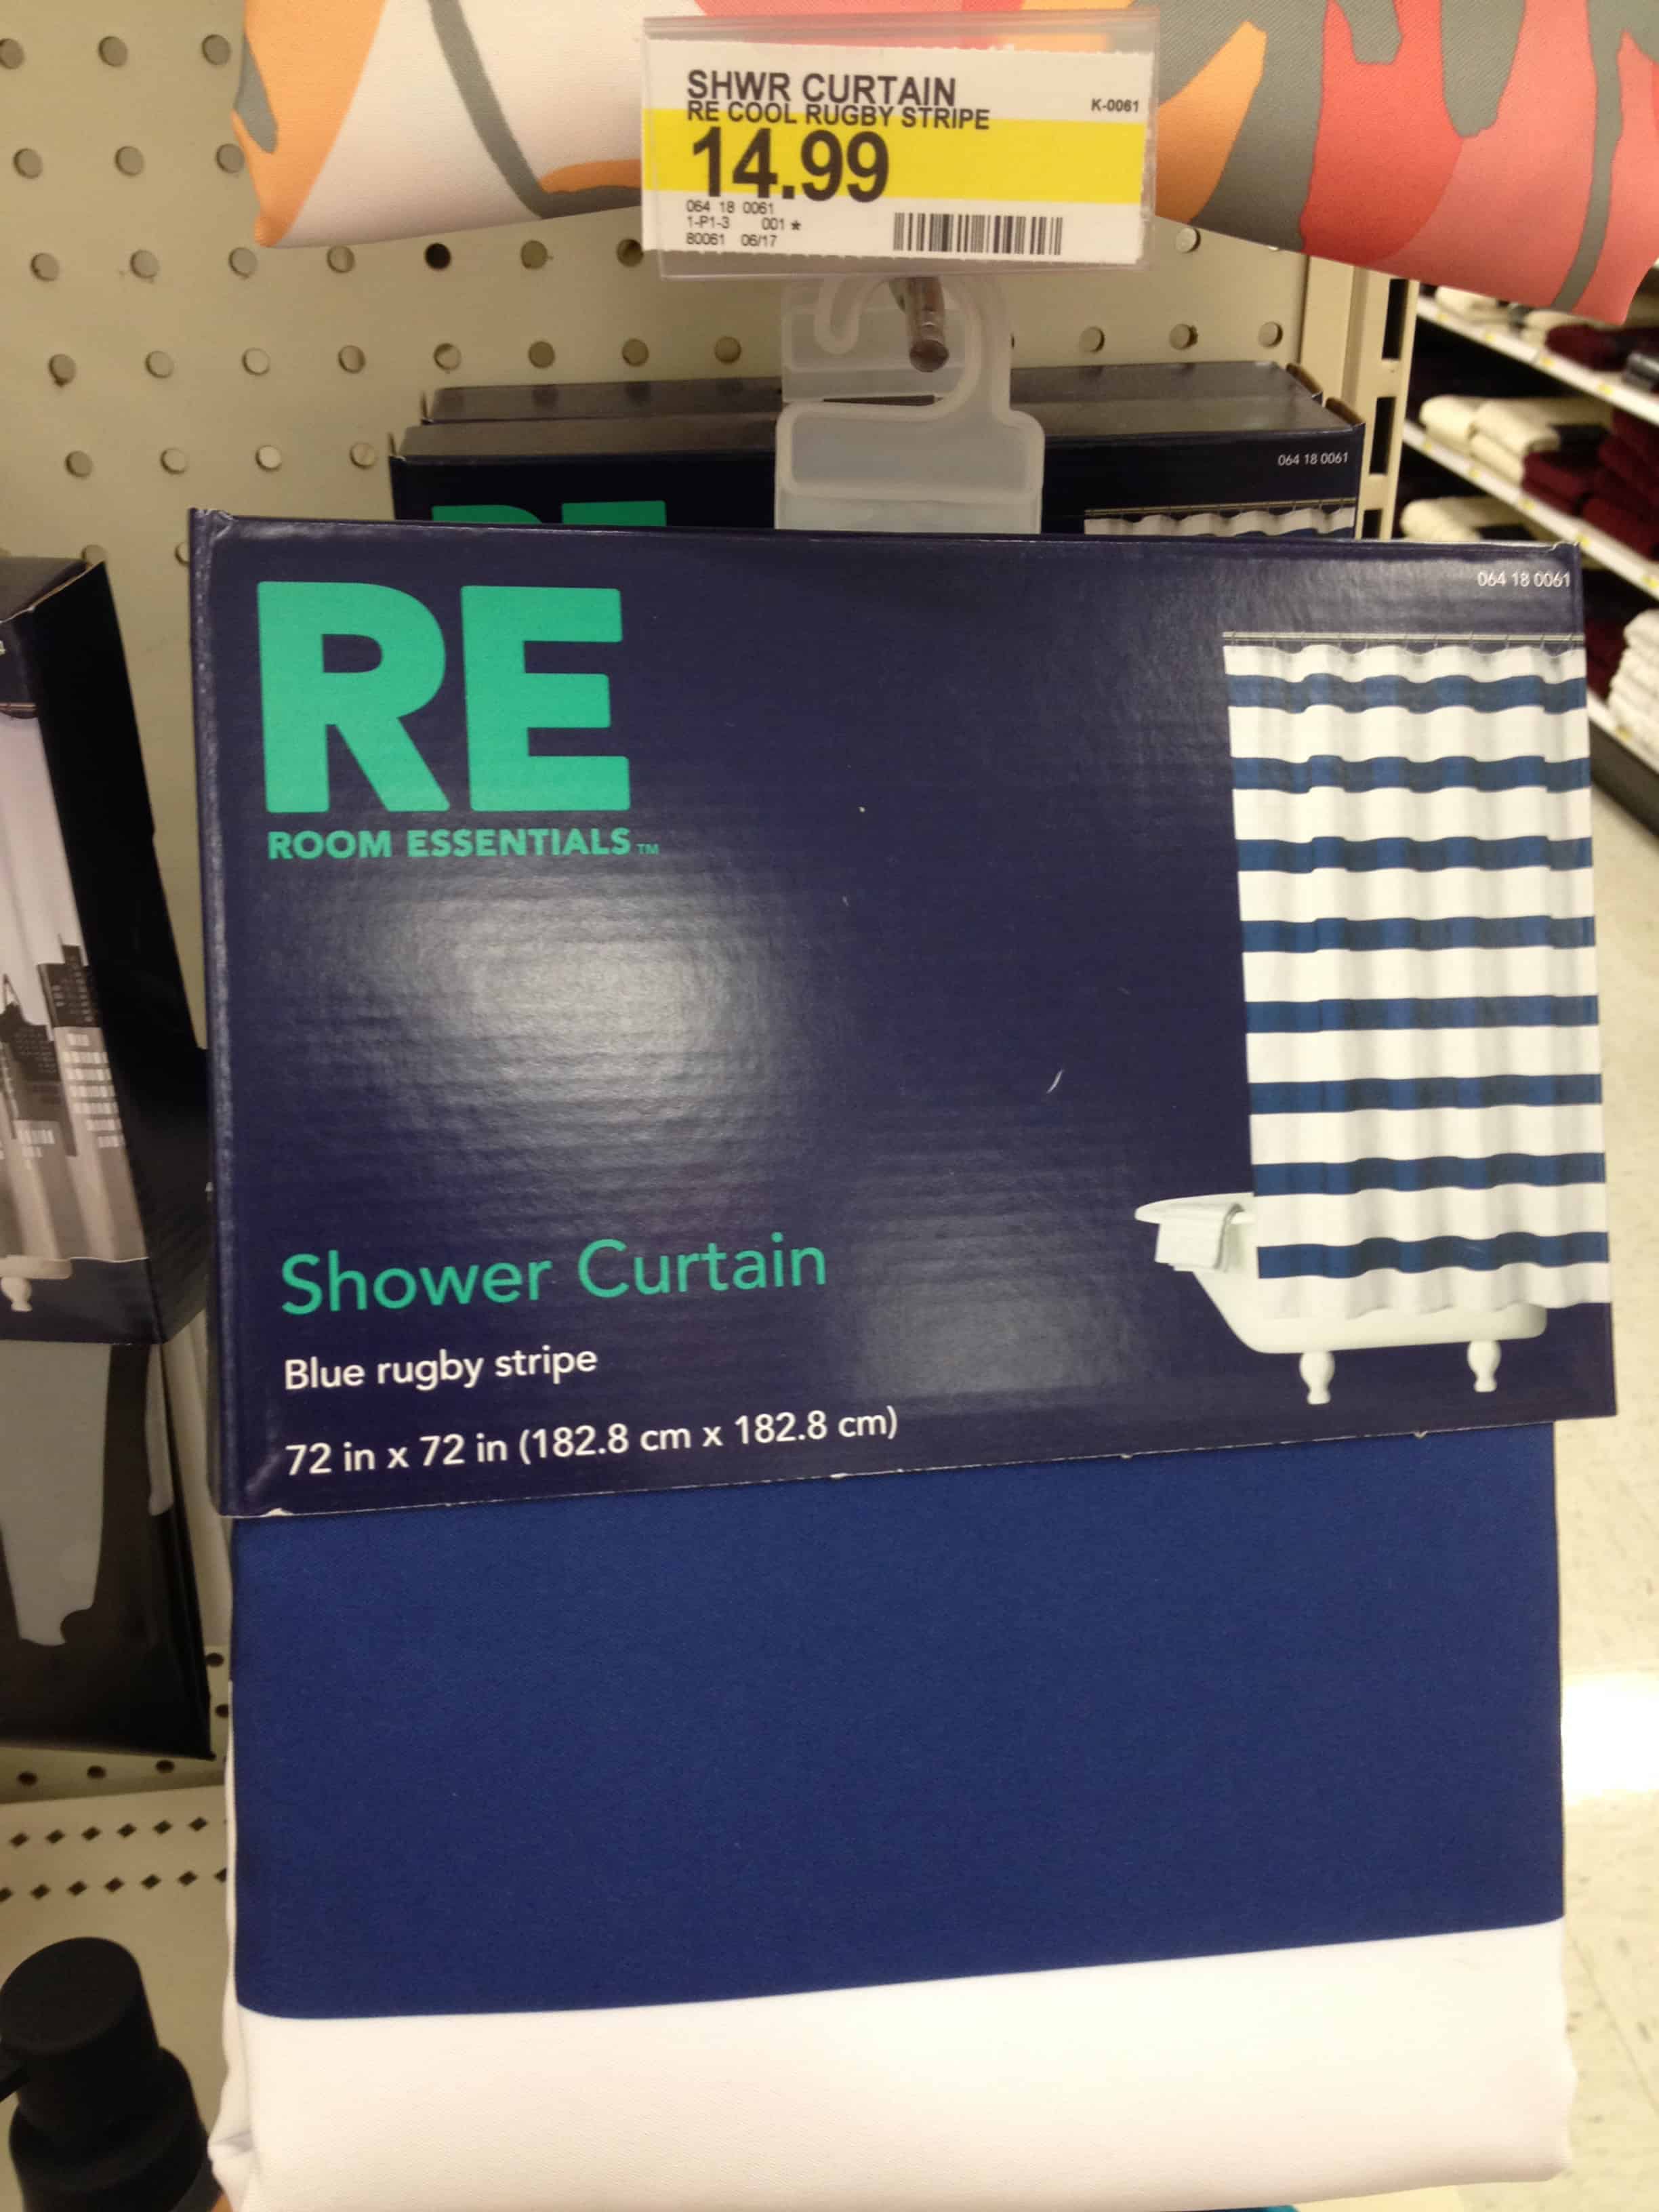 SHWR CURTAIN
RE COOL RUGBY STRIPE
K-0061
14.99
064 18 0061
1-P1-3 001 *
80061 06/17
064 18 0061
RE
064 18 0061
RE
ROOM ESSENTIALS™
Shower Curtain
Blue rugby stripe
72 in x 72 in (182.8 cm x 182.8 cm)